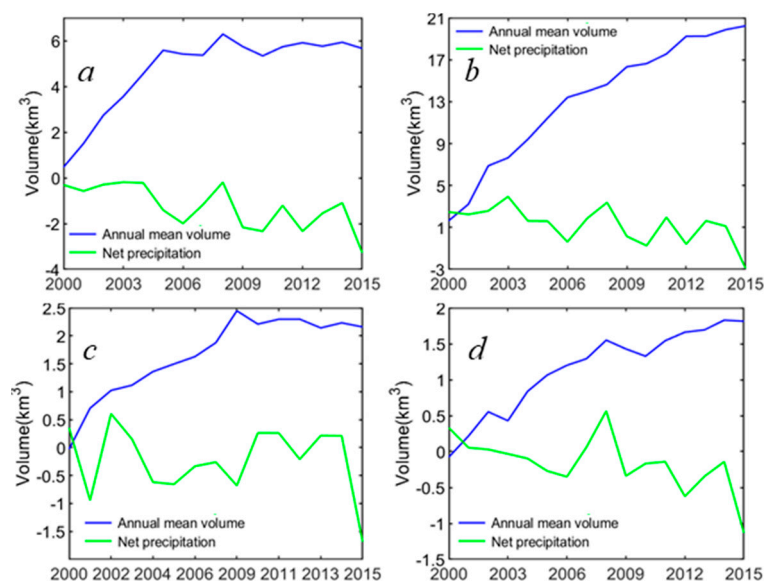 6
4
2
0
-2
-4
Volume(km3)
a
Annual mean volume
Net precipitation
2000 2003 2006 2009 2012 2015
21
17
13
9
5
1
-3
Volume(km3)
Annual mean volume
Net precipitation
b
2000 2003 2006 2009 2012 2015
2.5
2
1.5
1
0.5
0
-0.5
-1
-1.5
Volume(km3)
c
Annual mean volume
Net precipitation
2000 2002 2004 2006 2009 2011 2013 2015
2
1.5
1
0.5
0
-0.5
-1
-1.5
Volume(km3)
d
Annual mean volume
Net precipitation
2000 2003 2006 2009 2012 2015